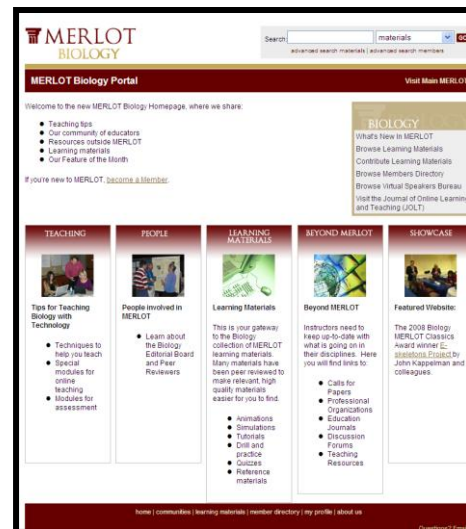 MERLOT
BIOLOGY
Search materials GO
advanced search materials | advanced search members
MERLOT Biology Portal
Visit Main MERLOT
Welcome to the new MERLOT Biology Homepage, where we share:
Teaching tips
Our community of educators
Resources outside MERLOT
Learning materials
Our Feature of the Month
If you're new to MERLOT, become a Member.
BIOLOGY
What's New in MERLOT
Browse Learning Materials
Contribute Learning Materials
Browse Members Directory
Browse Virtual Speakers Bureau
Visit the Journal of Online Learning
and Teaching (JOLT)
TEACHING
Tips for Teaching
Biology with
Technology
Techniques to
help you teach
Special
modules for
online
teaching
Modules for
assessment
PEOPLE
People involved in
MERLOT
Learn about
the Biology
Editorial Board
and Peer
Reviewers
LEARNING
MATERIALS
Learning Materials
This is your gateway
to the Biology
collection of MERLOT
learning materials.
Many materials have
been peer reviewed to
make relevant, high
quality materials
easier for you to find.
Animations
Simulations
Tutorials
Drill and
practice
Quizzes
Reference
materials
BEYOND MERLOT
Beyond MERLOT
Instructors need to
keep up-to-date with
what is going on in
their disciplines. Here
you will find links to:
Calls for
Papers
Professional
Organizations
Education
Journals
Discussion
Forums
Teaching
Resources
SHOWCASE
Featured Website:
The 2008 Biology
MERLOT Classics
Award winner E-
skeletons Project by
John Kappelman and
colleagues.
home | communities | learning materials | member directory | my profile | about us
Questions?